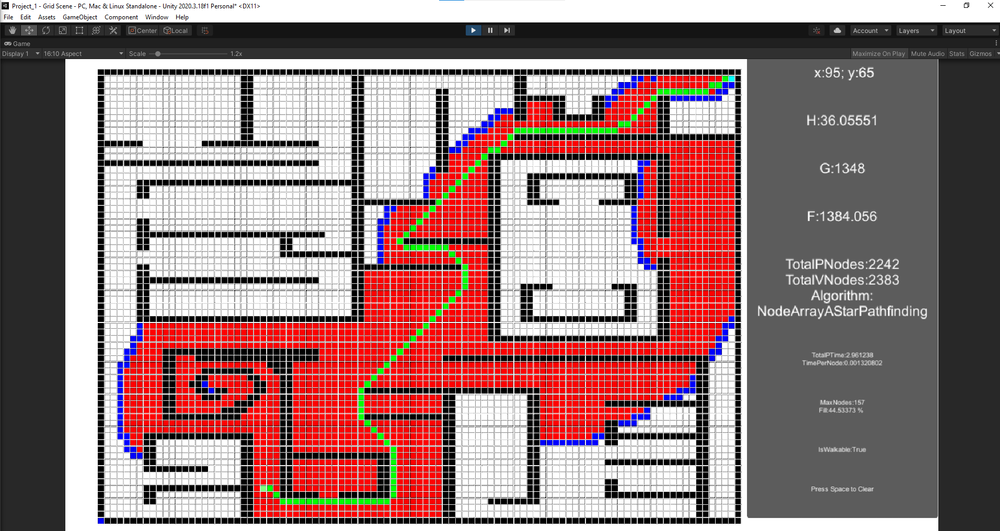 Project_1 - Grid Scene - PC, Mac & Linux Standalone - Unity 2020.3.18f1 Personal* <DX11>
File Edit Assets GameObject Component Window Help
Center Local Account Layers Layout
Game
Display 1 16:10 Aspect Scale 1.2x Maximize On Play Mute Audio Stats Gizmos
x:95; y:65
H:36.05551
G:1348
F:1384.056
TotalPNodes:2242
TotalVNodes:2383
Algorithm:
NodeArrayAStarPathfinding
TotalPTime:2.961238
TimePerNode:0.001320802
MaxNodes:157
Fill:44.53373 %
IsWalkable:True
Press Space to Clear